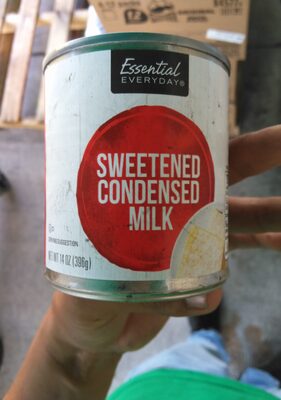 Essential
EVERYDAY®
SWEETENED
CONDENSED
MILK
SERVING SUGGESTION
NET WT 14 OZ (396g)